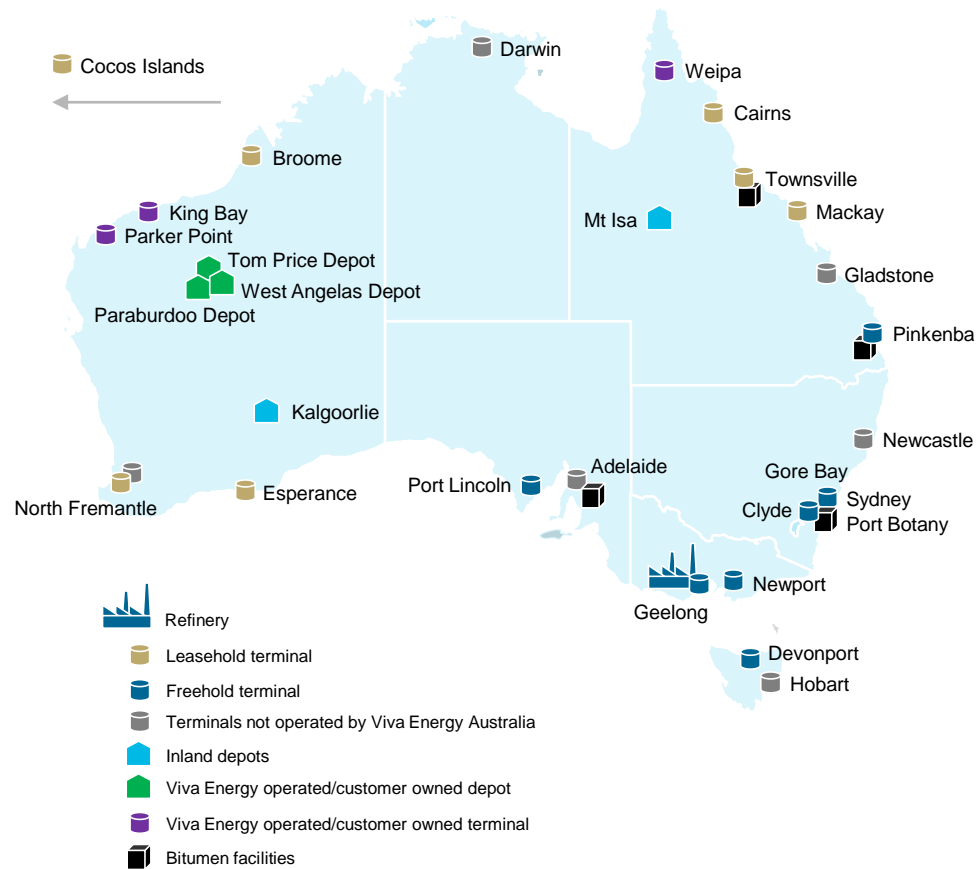 Darwin
Cocos Islands
Weipa
Cairns
Broome
Townsville
King Bay
Mackay
Mt Isa
Parker Point
Tom Price Depot
Gladstone
West Angelas Depot
Paraburdoo Depot
Pinkenba
Kalgoorlie
Newcastle
Adelaide
Gore Bay
Port Lincoln
Esperance
Sydney
North Fremantle
Clyde
Port Botany
Newport
Geelong
Refinery
Devonport
Leasehold terminal
Hobart
Freehold terminal
Terminals not operated by Viva Energy Australia
Inland depots
Viva Energy operated/customer owned depot
Viva Energy operated/customer owned terminal
Bitumen facilities